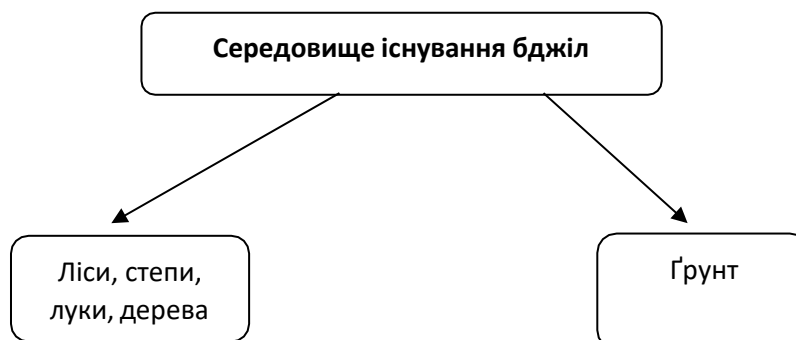 Середовище існування бджіл
Ліси, степи,
луки, дерева
Ґрунт